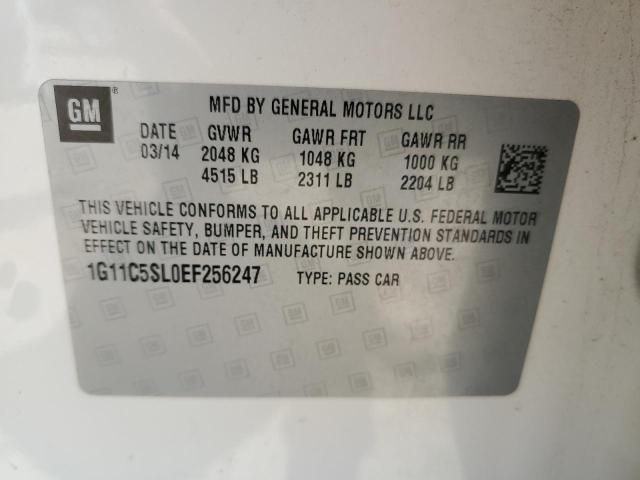 GM ®
MFD BY GENERAL MOTORS LLC
DATE GVWR GAWR FRT GAWR RR
03/14 2048 KG 1048 KG 1000 KG
4515 LB 2311 LB 2204 LB
THIS VEHICLE CONFORMS TO ALL APPLICABLE U.S. FEDERAL MOTOR
VEHICLE SAFETY, BUMPER, AND THEFT PREVENTION STANDARDS IN
EFFECT ON THE DATE OF MANUFACTURE SHOWN ABOVE.
1G11C5SL0EF256247 TYPE: PASS CAR